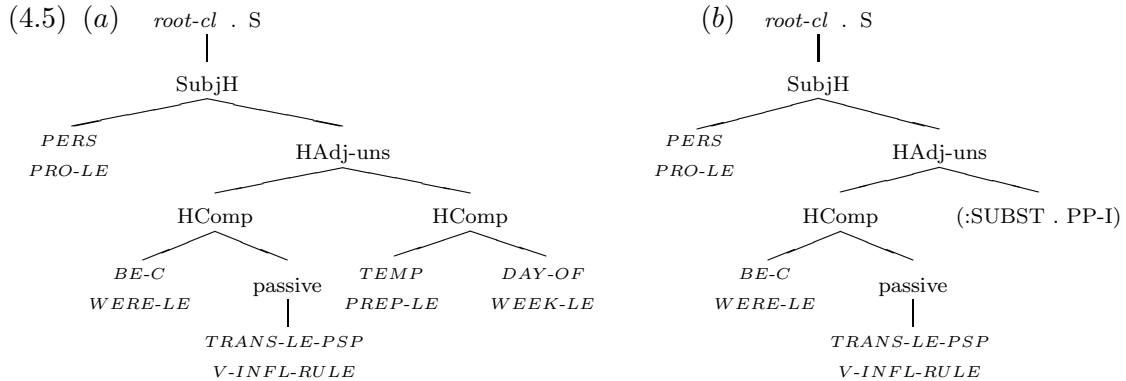 (4.5) (a) root-cl . S (b) root-cl . S
SubjH SubjH
PERS PERS
PRO-LE HAdj-uns PRO-LE HAdj-uns
HComp HComp HComp (:SUBST . PP-I)
BE-C passive TEMP DAY-OF BE-C passive
WERE-LE PREP-LE WEEK-LE WERE-LE
TRANS-LE-PSP TRANS-LE-PSP
V-INFL-RULE V-INFL-RULE